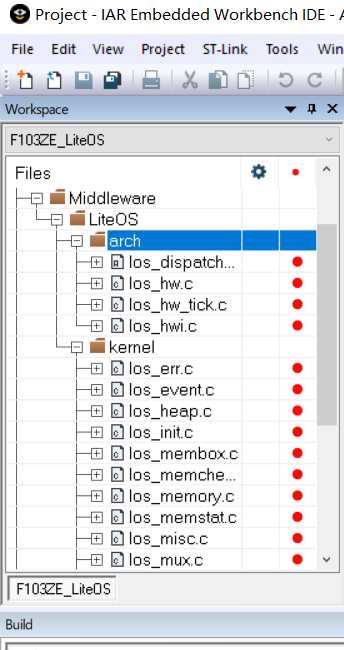 Project - IAR Embedded Workbench IDE - A
File Edit View Project ST-Link Tools Win
Workspace
F103ZE_LiteOS
Files
Middleware
LiteOS
arch
los_dispatch...
los_hw.c
los_hw_tick.c
los_hwi.c
kernel
los_err.c
los_event.c
los_heap.c
los_init.c
los_membox.c
los_memche...
los_memory.c
los_memstat.c
los_misc.c
los_mux.c
F103ZE_LiteOS
Build